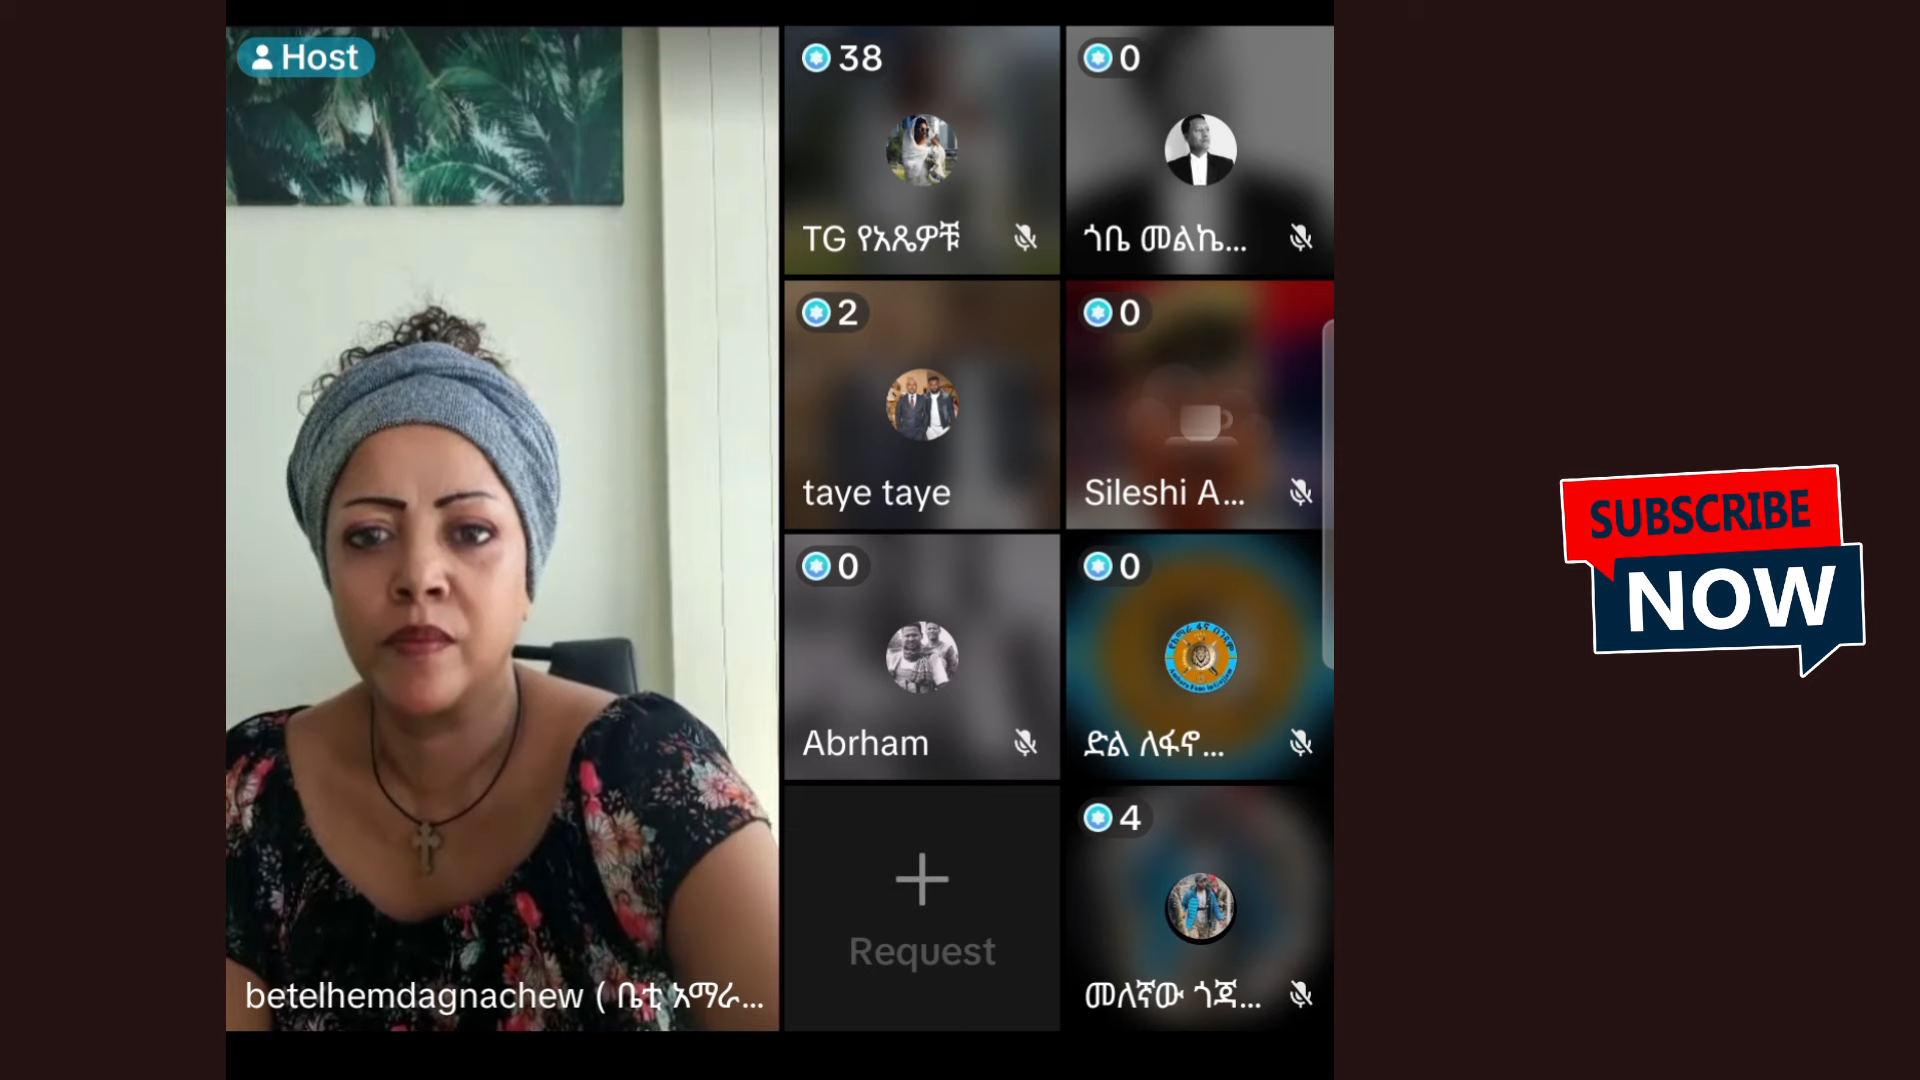 Host
betelhemdagnachew ( ቤቲ አማራ...
38
TG የአጼዎቹ
0
ጎቤ መልኬ...
2
taye taye
0
Sileshi A...
0
Abrham
0
ድል ለፋኖ...
Request
4
መለኛው ጎጃ...
SUBSCRIBE
NOW